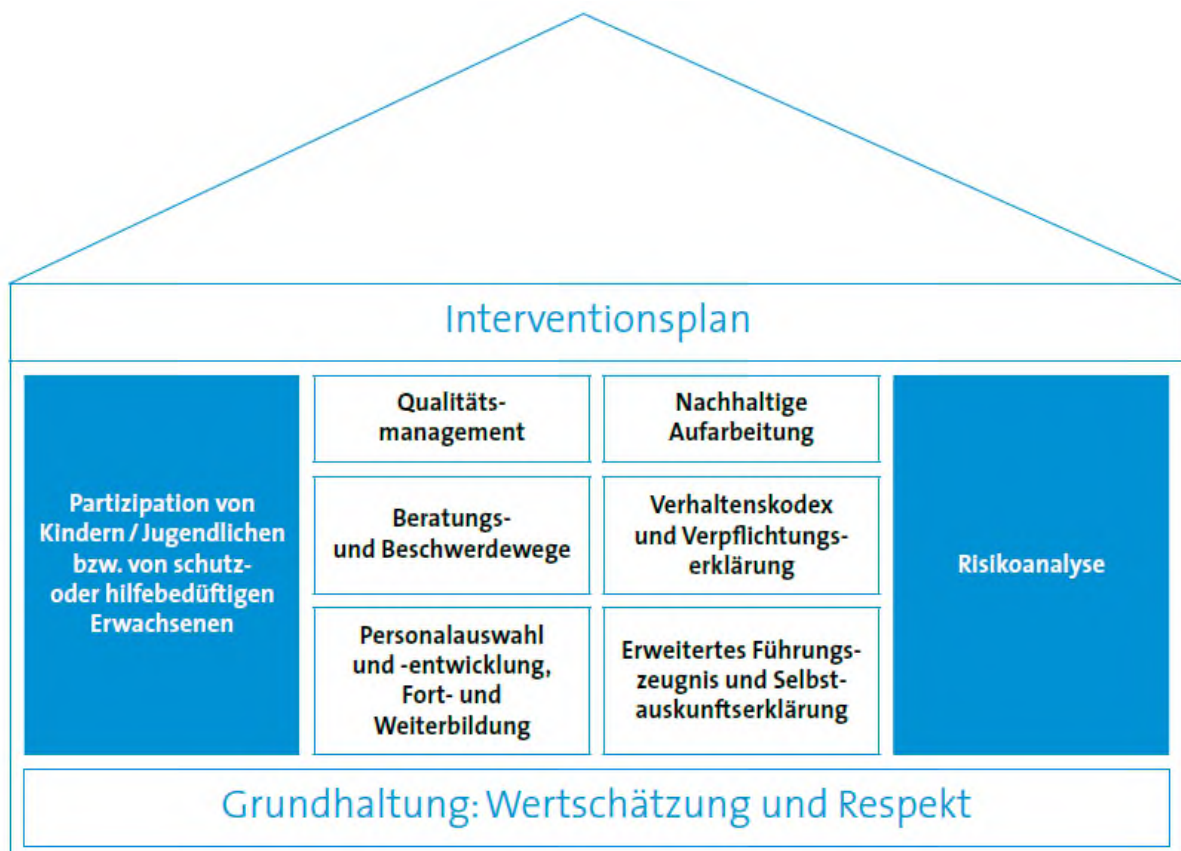 Interventionsplan
Partizipation von
Kindern / Jugendlichen
bzw. von schutz-
oder hilfebedüftigen
Erwachsenen
Qualitäts-
management
Nachhaltige
Aufarbeitung
Beratungs-
und Beschwerdewege
Verhaltenskodex
und Verpflichtungs-
erklärung
Personalauswahl
und -entwicklung,
Fort- und
Weiterbildung
Erweitertes Führungs-
zeugnis und Selbst-
auskunftserklärung
Risikoanalyse
Grundhaltung: Wertschätzung und Respekt